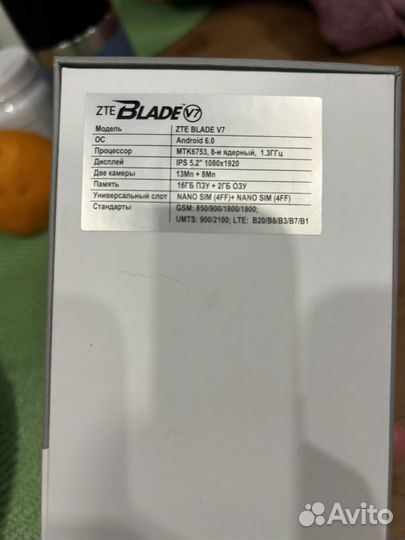 ZTE BLADE V7
Модель ZTE BLADE V7
ОС Android 6.0
Процессор MTK6753, 8-и ядерный, 1.3ГГц
Дисплей IPS 5.2" 1080x1920
Две камеры 13Мп + 8Мп
Память 16ГБ ПЗУ + 2ГБ ОЗУ
Универсальный слот NANO SIM (4FF)+ NANO SIM (4FF)
Стандарты GSM: 850/900/1800/1900;
UMTS: 900/2100; LTE: B20/B8/B3/B7/B1
Avito